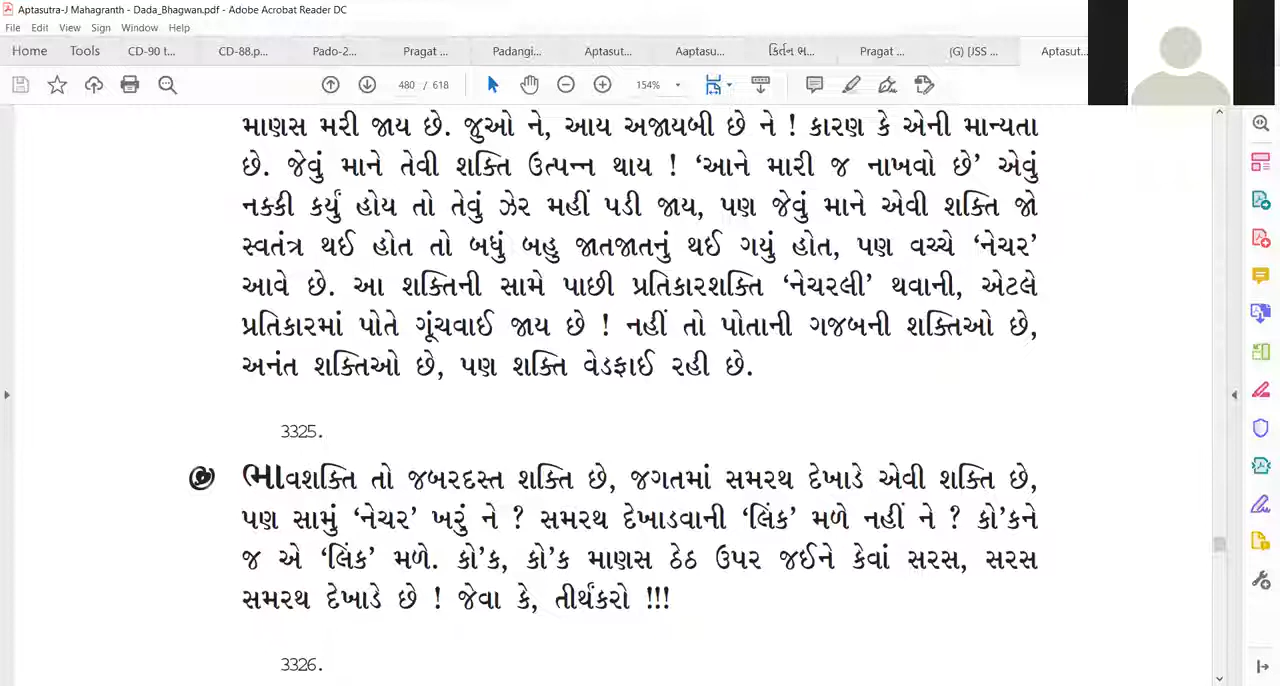 Aptasutra-J Mahagranth - Dada_Bhagwan.pdf - Adobe Acrobat Reader DC
File Edit View Sign Window Help
Home Tools CD-90 t... CD-88.p... Pado-2... Pragat ... Padangi... Aptasut... Aaptasu... કિર્તન ભ... Pragat ... (G) [JSS ... Aptasut...
480 / 618 154%
માણસ મરી જાય છે. જુઓ ને, આય અજાયબી છે ને ! કારણ કે એની માન્યતા
છે. જેવું માને તેવી શક્તિ ઉત્પન્ન થાય ! ‘આને મારી જ નાખવો છે’ એવું
નક્કી કર્યું હોય તો તેવું ઝેર મહીં પડી જાય, પણ જેવું માને એવી શક્તિ જો
સ્વતંત્ર થઈ હોત તો બધું બહુ જાતજાતનું થઈ ગયું હોત, પણ વચ્ચે ‘નેચર’
આવે છે. આ શક્તિની સામે પાછી પ્રતિકારશક્તિ ‘નેચરલી’ થવાની, એટલે
પ્રતિકારમાં પોતે ગૂંચવાઈ જાય છે ! નહીં તો પોતાની ગજબની શક્તિઓ છે,
અનંત શક્તિઓ છે, પણ શક્તિ વેડફાઈ રહી છે.
3325.
ભાવશક્તિ તો જબરદસ્ત શક્તિ છે, જગતમાં સમરથ દેખાડે એવી શક્તિ છે,
પણ સામું ‘નેચર’ ખરું ને ? સમરથ દેખાડવાની ‘લિંક’ મળે નહીં ને ? કો’કને
જ એ ‘લિંક’ મળે. કો’ક, કો’ક માણસ ઠેઠ ઉપર જઈને કેવાં સરસ, સરસ
સમરથ દેખાડે છે ! જેવા કે, તીર્થંકરો !!!
3326.